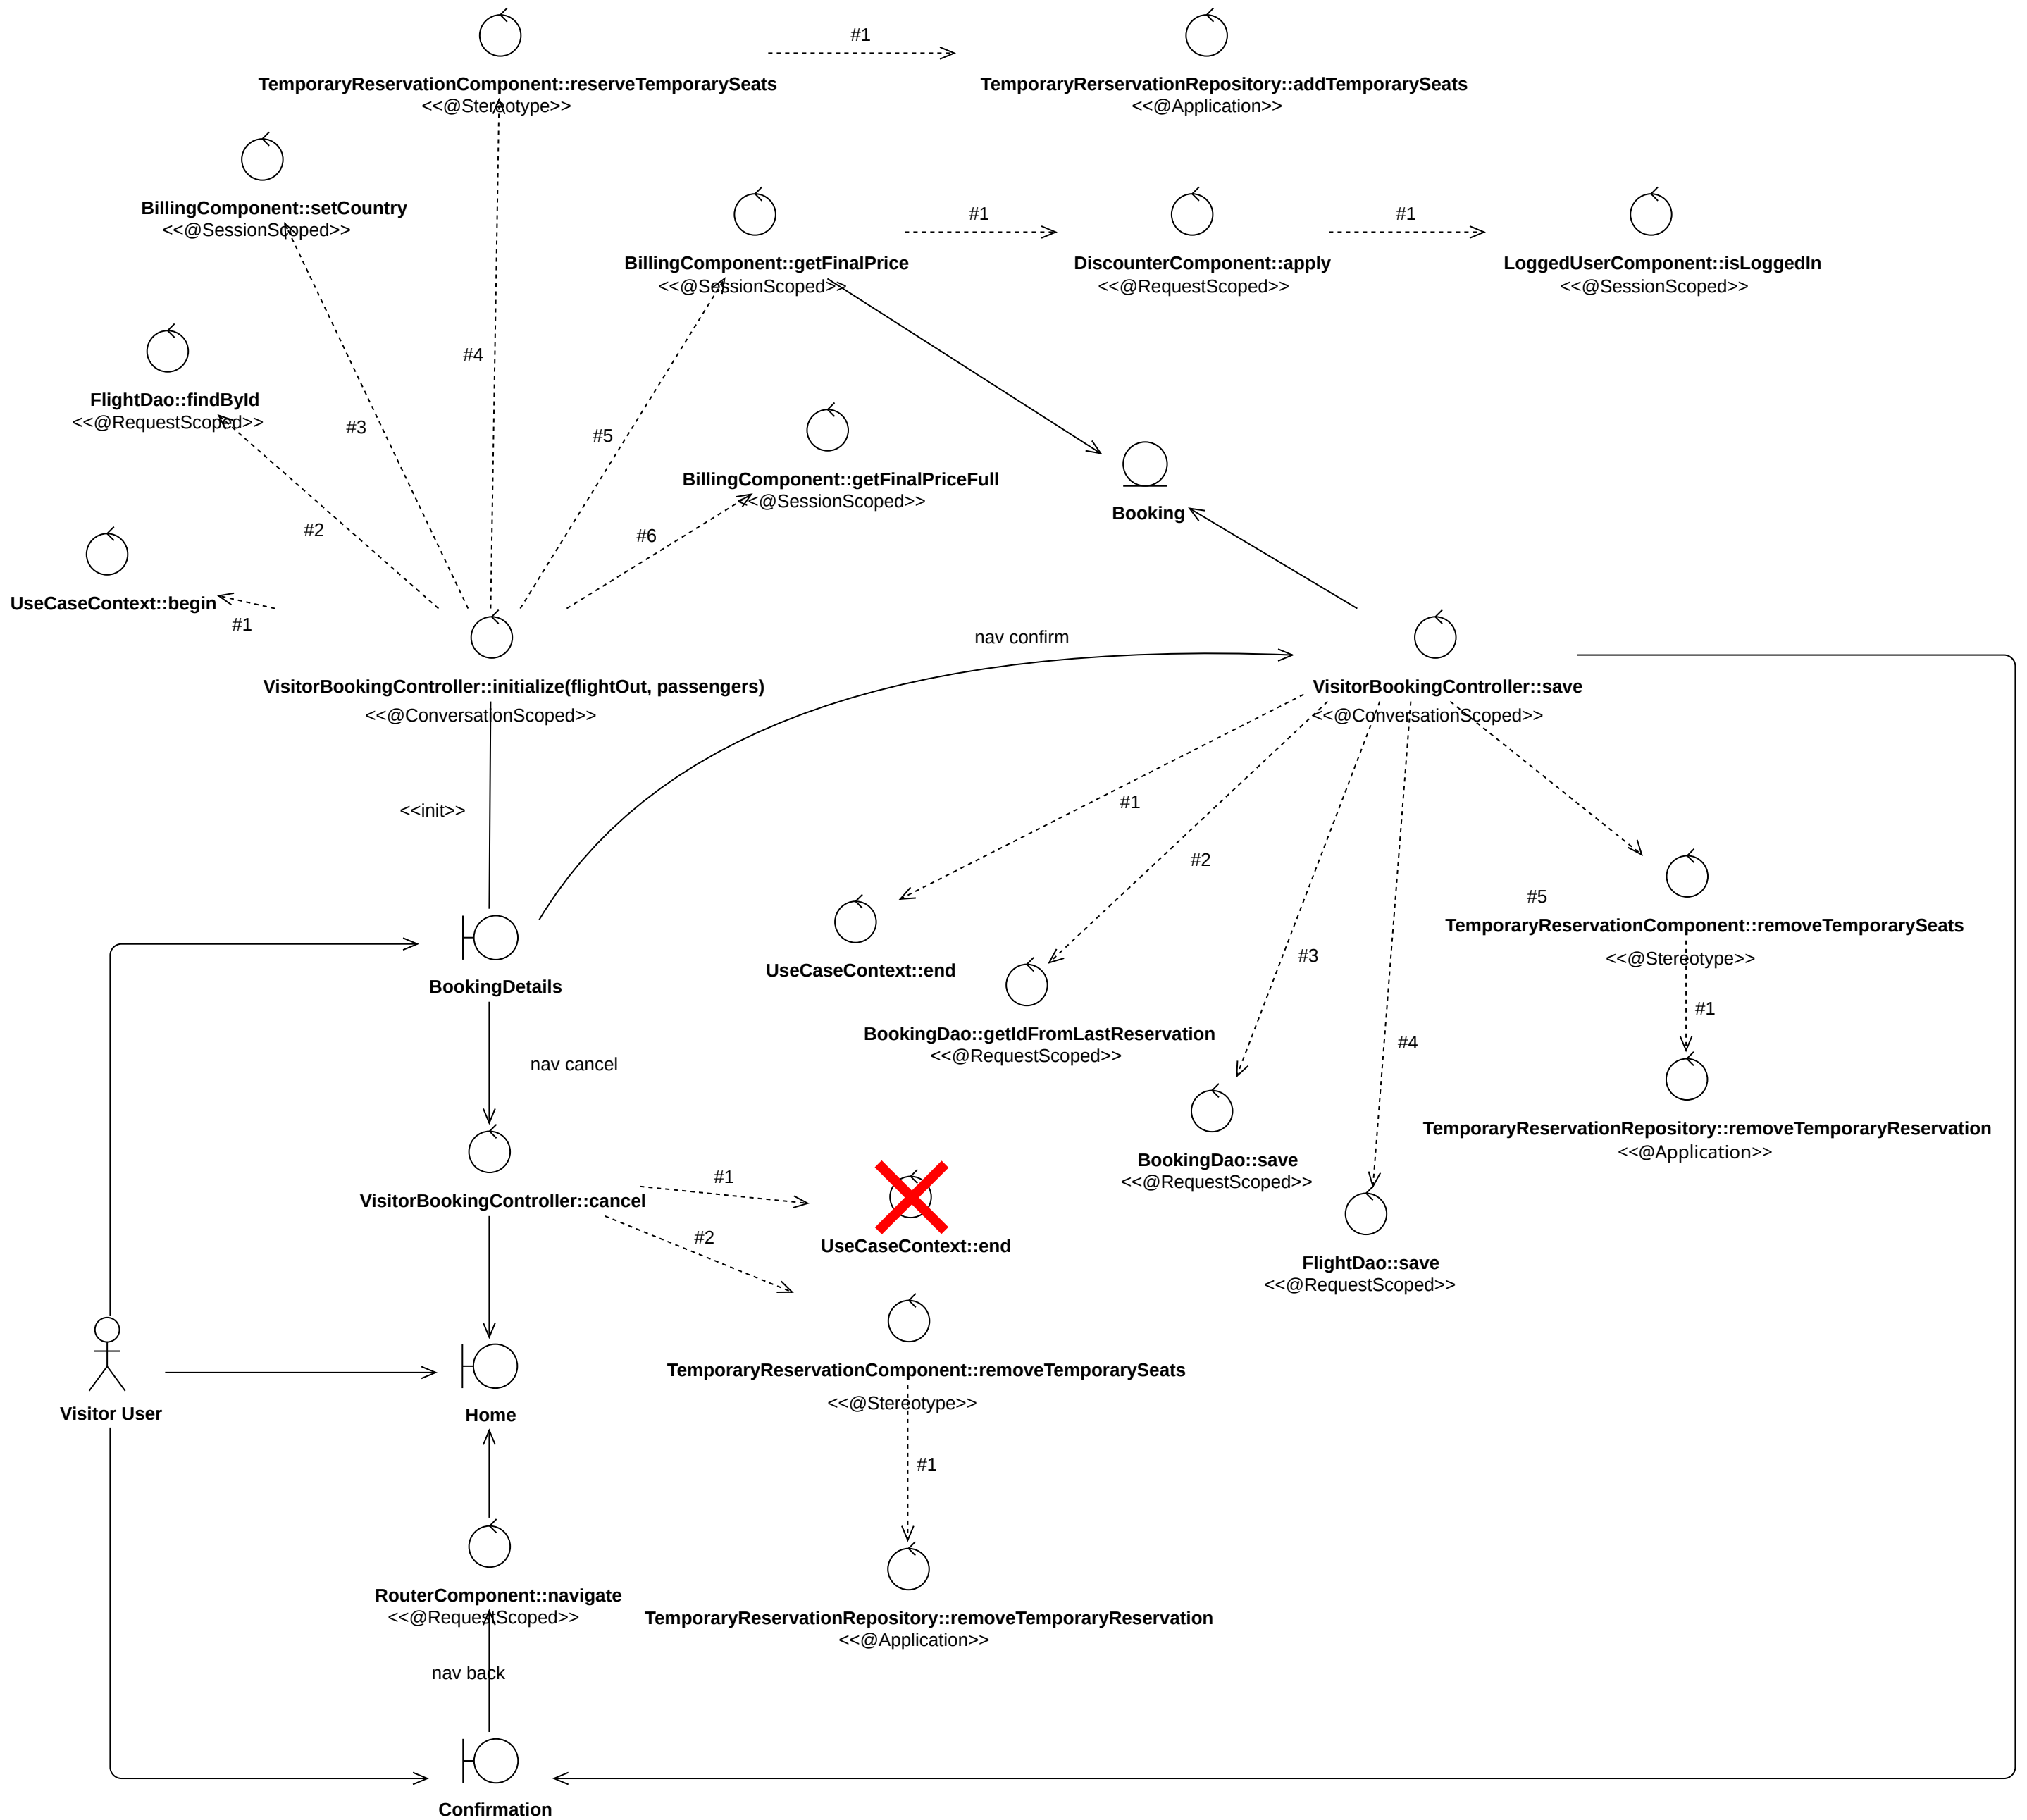 #1
TemporaryReservationComponent::reserveTemporarySeats
<<@Stereotype>>
TemporaryRerservationRepository::addTemporarySeats
<<@Application>>
BillingComponent::setCountry
<<@SessionScoped>>
#1
#1
BillingComponent::getFinalPrice
<<@SessionScoped>>
DiscounterComponent::apply
<<@RequestScoped>>
LoggedUserComponent::isLoggedIn
<<@SessionScoped>>
#4
FlightDao::findById
<<@RequestScoped>>
#3
#5
BillingComponent::getFinalPriceFull
<<@SessionScoped>>
Booking
#2
#6
UseCaseContext::begin
#1
nav confirm
VisitorBookingController::initialize(flightOut, passengers)
<<@ConversationScoped>>
VisitorBookingController::save
<<@ConversationScoped>>
<<init>>
#1
#2
#5
TemporaryReservationComponent::removeTemporarySeats
<<@Stereotype>>
#3
UseCaseContext::end
BookingDetails
#1
BookingDao::getIdFromLastReservation
<<@RequestScoped>>
#4
nav cancel
TemporaryReservationRepository::removeTemporaryReservation
<<@Application>>
BookingDao::save
<<@RequestScoped>>
#1
VisitorBookingController::cancel
#2
UseCaseContext::end
FlightDao::save
<<@RequestScoped>>
TemporaryReservationComponent::removeTemporarySeats
<<@Stereotype>>
Visitor User
Home
#1
RouterComponent::navigate
<<@RequestScoped>>
TemporaryReservationRepository::removeTemporaryReservation
<<@Application>>
nav back
Confirmation